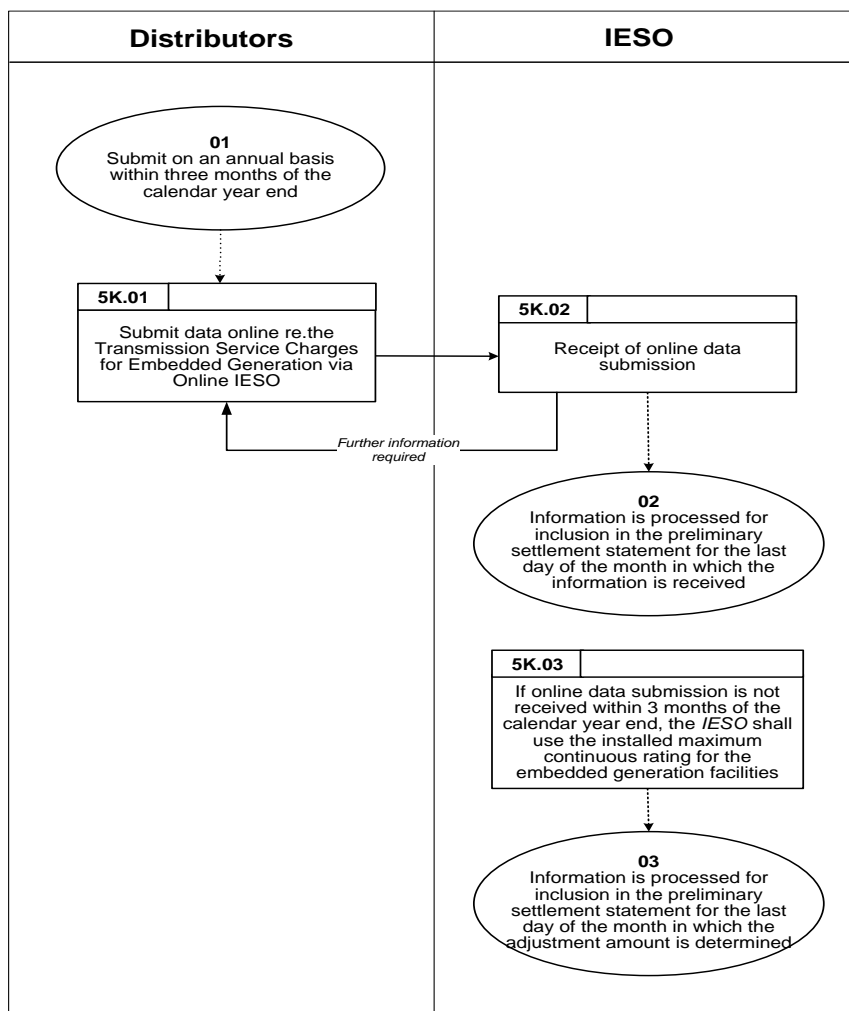 Distributors
IESO
01
Submit on an annual basis
within three months of the
calendar year end
5K.01
Submit data online re.the
Transmission Service Charges
for Embedded Generation via
Online IESO
5K.02
Receipt of online data
submission
Further information
required
02
Information is processed for
inclusion in the preliminary
settlement statement for the last
day of the month in which the
information is received
5K.03
If online data submission is not
received within 3 months of the
calendar year end, the IESO shall
use the installed maximum
continuous rating for the
embedded generation facilities
03
Information is processed for
inclusion in the preliminary
settlement statement for the last
day of the month in which the
adjustment amount is determined